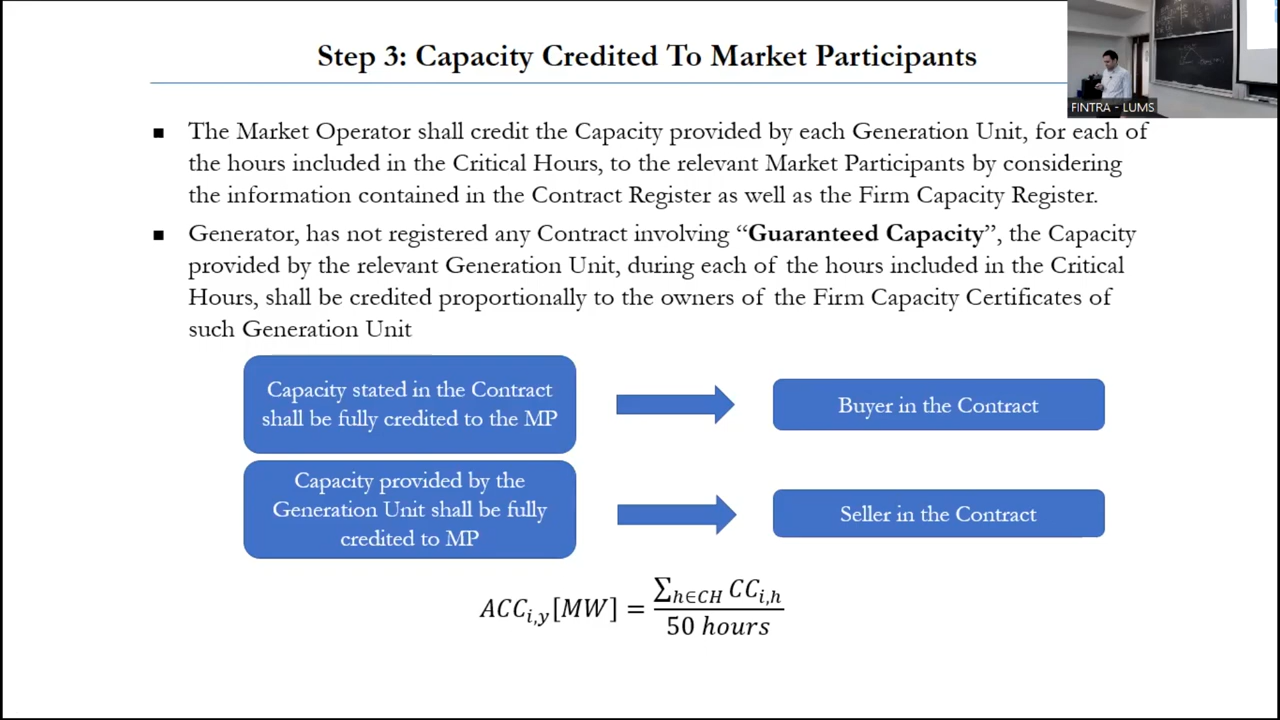 Step 3: Capacity Credited To Market Participants
FINTRA - LUMS
■ The Market Operator shall credit the Capacity provided by each Generation Unit, for each of
the hours included in the Critical Hours, to the relevant Market Participants by considering
the information contained in the Contract Register as well as the Firm Capacity Register.
■ Generator, has not registered any Contract involving “Guaranteed Capacity”, the Capacity
provided by the relevant Generation Unit, during each of the hours included in the Critical
Hours, shall be credited proportionally to the owners of the Firm Capacity Certificates of
such Generation Unit
Capacity stated in the Contract
shall be fully credited to the MP
Buyer in the Contract
Capacity provided by the
Generation Unit shall be fully
credited to MP
Seller in the Contract
ACC_{i,y}[MW] = \frac{∑_{h∈CH} CC_{i,h}}{50 hours}